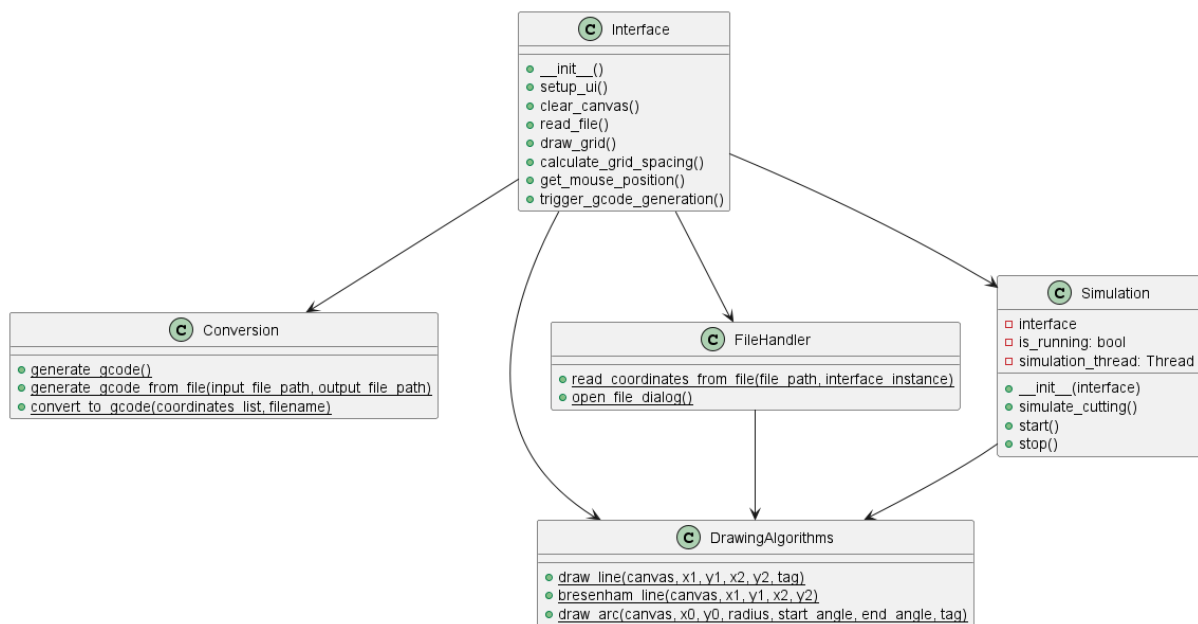 C Interface
__init__()
setup_ui()
clear_canvas()
read_file()
draw_grid()
calculate_grid_spacing()
get_mouse_position()
trigger_gcode_generation()
C Conversion
generate_gcode()
generate_gcode_from_file(input_file_path, output_file_path)
convert_to_gcode(coordinates_list, filename)
C FileHandler
read_coordinates_from_file(file_path, interface_instance)
open_file_dialog()
C Simulation
interface
is_running: bool
simulation_thread: Thread
__init__(interface)
simulate_cutting()
start()
stop()
C DrawingAlgorithms
draw_line(canvas, x1, y1, x2, y2, tag)
bresenham_line(canvas, x1, y1, x2, y2)
draw_arc(canvas, x0, y0, radius, start_angle, end_angle, tag)